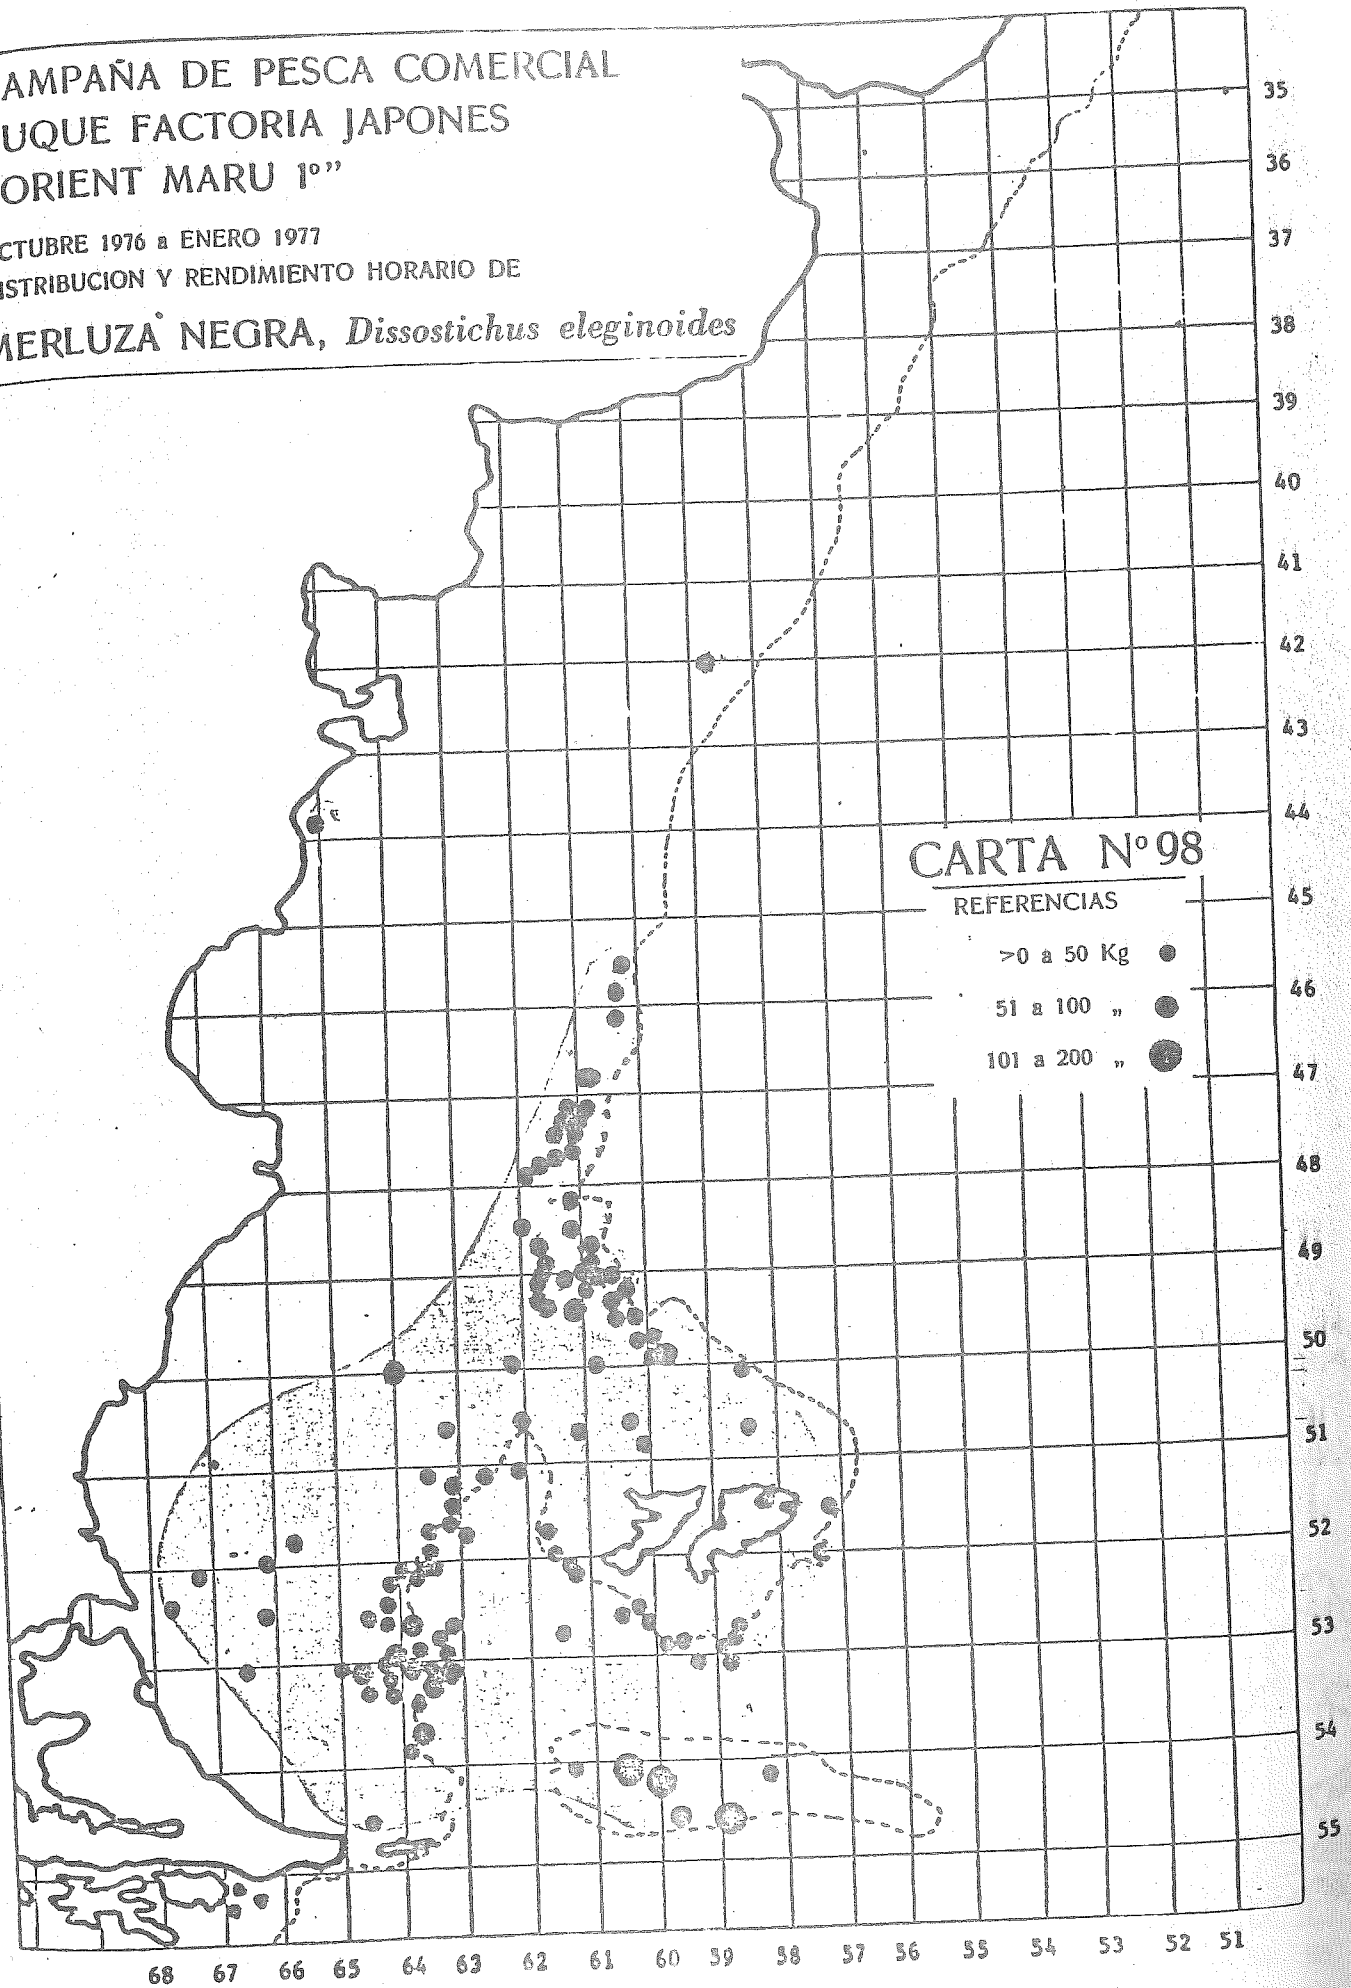 AMPAÑA DE PESCA COMERCIAL
UQUE FACTORIA JAPONES
ORIENT MARU 1º”
CTUBRE 1976 a ENERO 1977
ISTRIBUCION Y RENDIMIENTO HORARIO DE
MERLUZA NEGRA, Dissostichus eleginoides
35
36
37
38
39
40
41
42
43
44
CARTA Nº 98
REFERENCIAS
45
>0 a 50 Kg
46
51 a 100 „
101 a 200 „
47
48
49
50
51
52
53
54
55
68 67 66 65 64 63 62 61 60 59 58 57 56 55 54 53 52 51